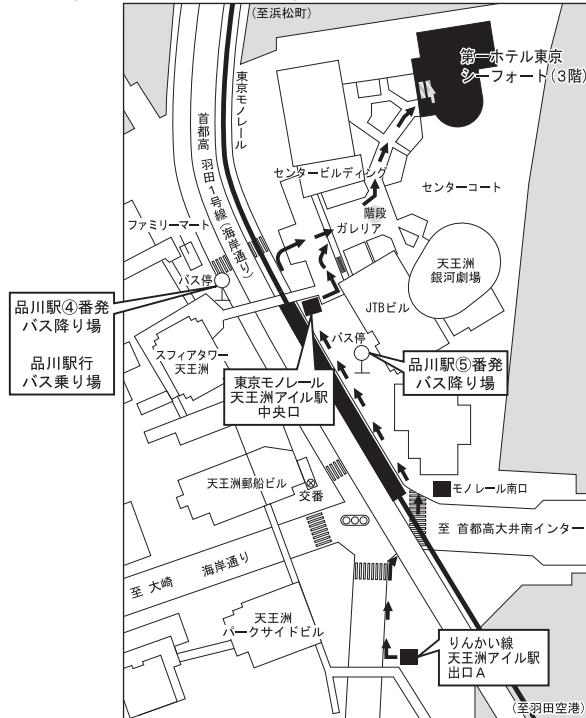 (至浜松町)
第一ホテル東京
シーフォート(3階)
東京モノレール
首都高 羽田1号線(海岸通り)
センタービルディング
センターコート
階段
ガレリア
ファミリーマート
バス停
天王洲
銀河劇場
品川駅④番発
バス降り場
品川駅行
バス乗り場
JTBビル
スフィアタワー
天王洲
バス停
品川駅⑤番発
バス降り場
東京モノレール
天王洲アイル駅
中央口
天王洲郵船ビル
交番
モノレール南口
至 首都高大井南インター
至 大崎 海岸通り
天王洲
パークサイドビル
りんかい線
天王洲アイル駅
出口A
(至羽田空港)